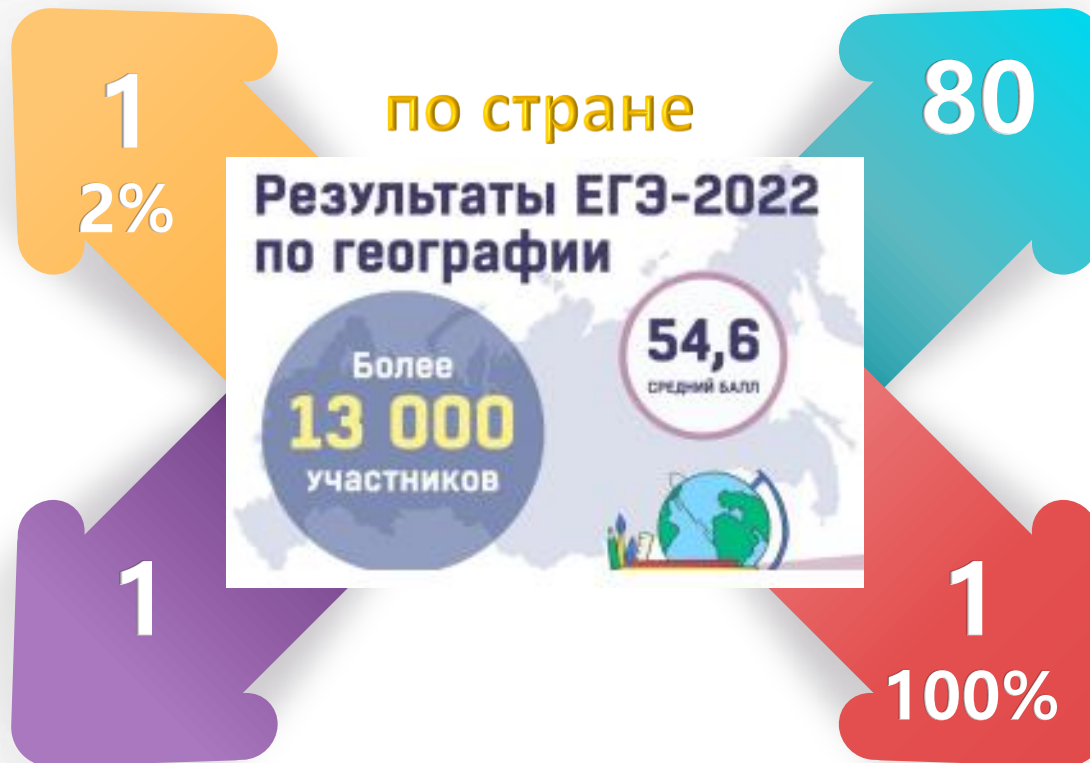 1
2%
80
по стране
Результаты ЕГЭ-2022
по географии
Более
13 000
участников
54,6
СРЕДНИЙ БАЛЛ
1
1
100%